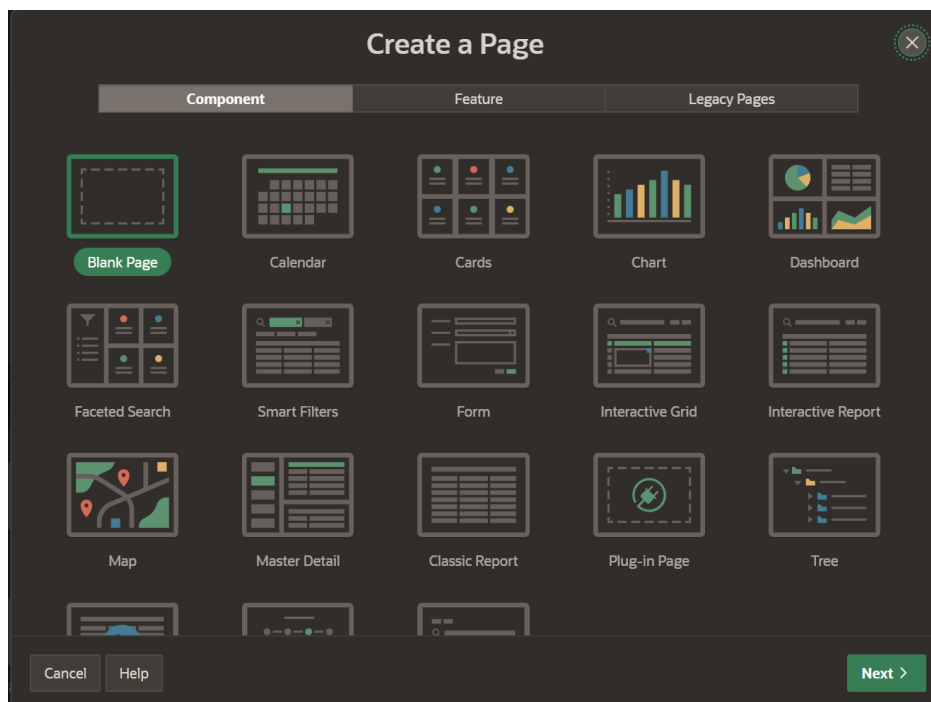 Create a Page
Component Feature Legacy Pages
Blank Page Calendar Cards Chart Dashboard
Faceted Search Smart Filters Form Interactive Grid Interactive Report
Map Master Detail Classic Report Plug-in Page Tree
Cancel Help Next